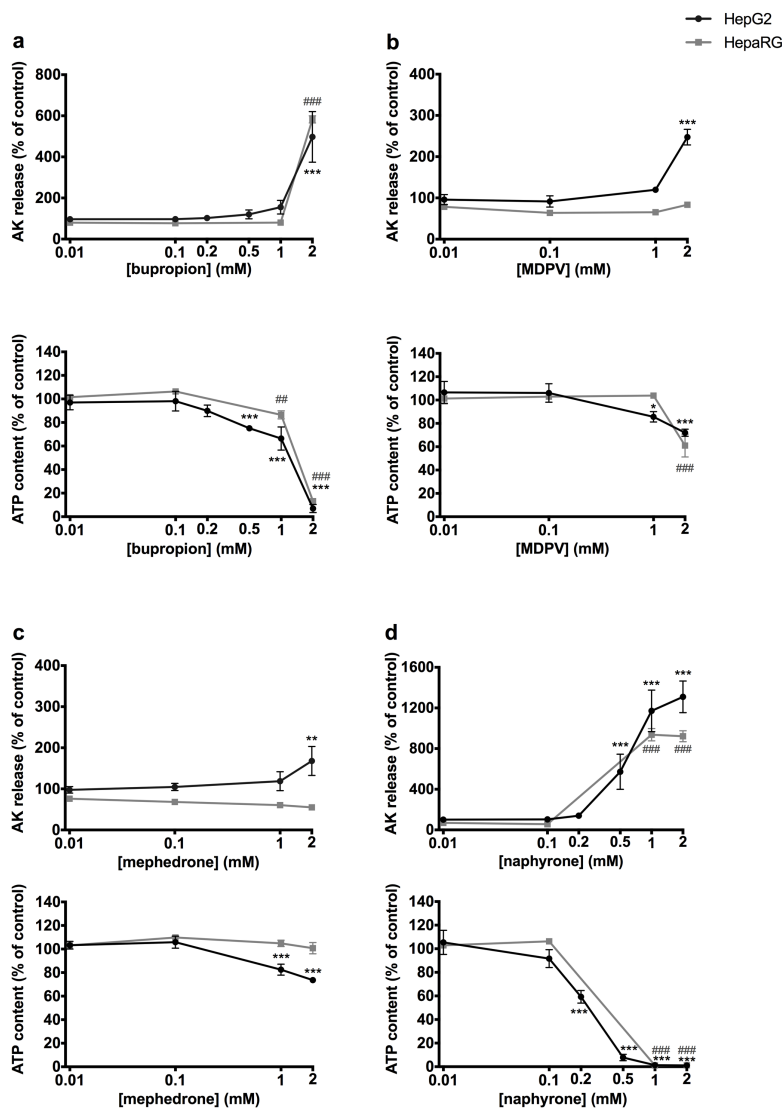 HepG2
HepaRG
a
AK release (% of control)
800
600
400
200
0
###
***
0.01 0.1 0.2 0.5 1 2
[bupropion] (mM)
b
AK release (% of control)
400
300
200
100
0
***
0.01 0.1 1 2
[MDPV] (mM)
ATP content (% of control)
140
120
100
80
60
40
20
0
***
##
***
###
***
0.01 0.1 0.2 0.5 1 2
[bupropion] (mM)
ATP content (% of control)
140
120
100
80
60
40
20
0
*
***
###
0.01 0.1 1 2
[MDPV] (mM)
c
AK release (% of control)
400
300
200
100
0
**
0.01 0.1 1 2
[mephedrone] (mM)
d
AK release (% of control)
1600
1200
800
400
0
***
***
***
###
###
0.01 0.1 0.2 0.5 1 2
[naphyrone] (mM)
ATP content (% of control)
140
120
100
80
60
40
20
0
***
***
0.01 0.1 1 2
[mephedrone] (mM)
ATP content (% of control)
140
120
100
80
60
40
20
0
***
***
###
***
###
***
0.01 0.1 0.2 0.5 1 2
[naphyrone] (mM)